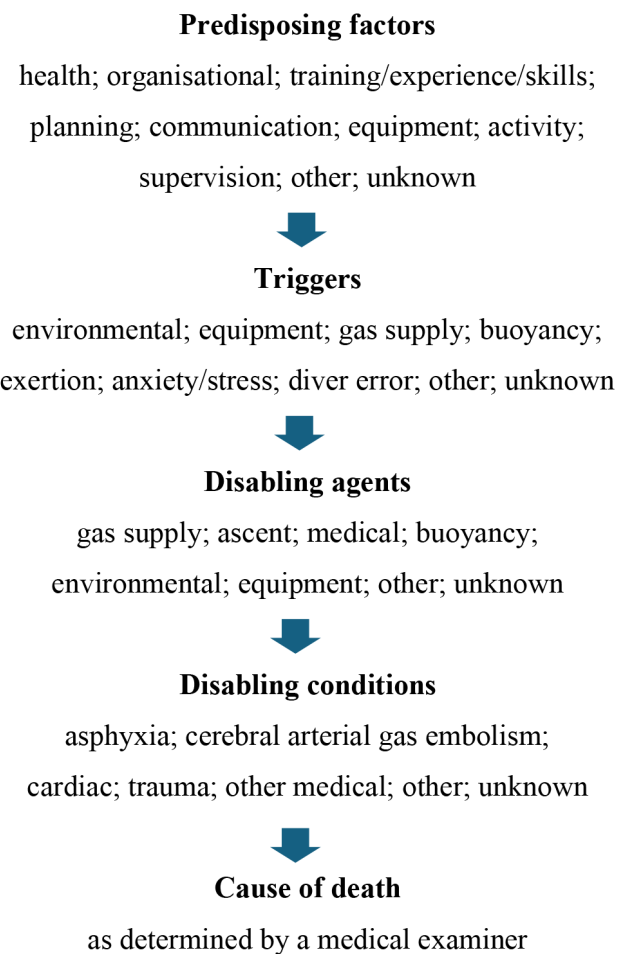 Predisposing factors
health; organisational; training/experience/skills;
planning; communication; equipment; activity;
supervision; other; unknown
Triggers
environmental; equipment; gas supply; buoyancy;
exertion; anxiety/stress; diver error; other; unknown
Disabling agents
gas supply; ascent; medical; buoyancy;
environmental; equipment; other; unknown
Disabling conditions
asphyxia; cerebral arterial gas embolism;
cardiac; trauma; other medical; other; unknown
Cause of death
as determined by a medical examiner